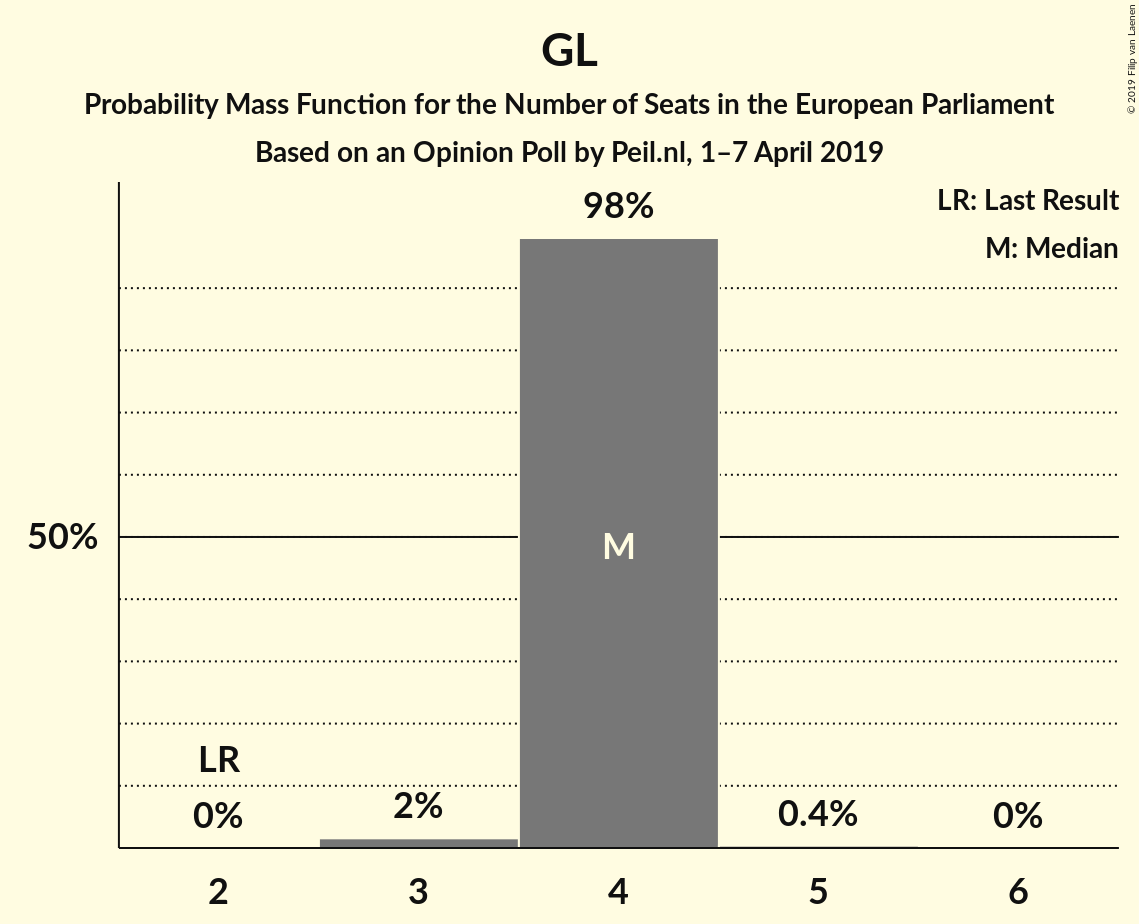 GL
Probability Mass Function for the Number of Seats in the European Parliament
Based on an Opinion Poll by Peil.nl, 1–7 April 2019
© 2019 Filip van Laenen
LR: Last Result
M: Median
98%
50%
M
LR
0%
2%
0.4%
0%
2 3 4 5 6